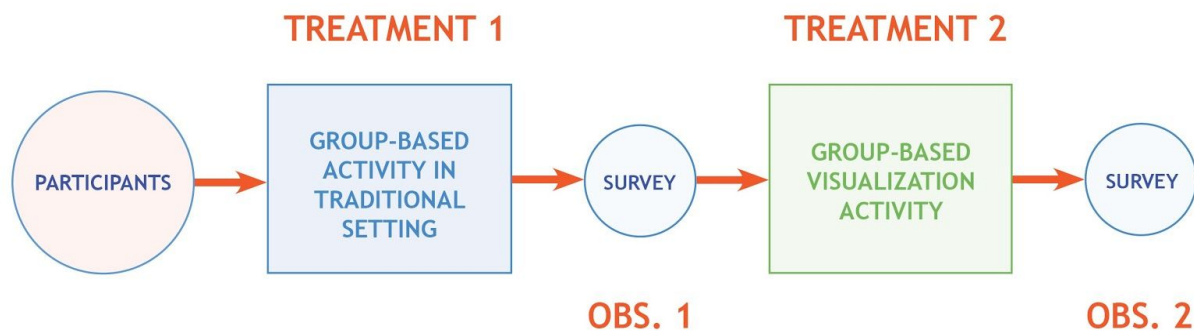 TREATMENT 1
TREATMENT 2
PARTICIPANTS
GROUP-BASED
ACTIVITY IN
TRADITIONAL
SETTING
SURVEY
GROUP-BASED
VISUALIZATION
ACTIVITY
SURVEY
OBS. 1
OBS. 2